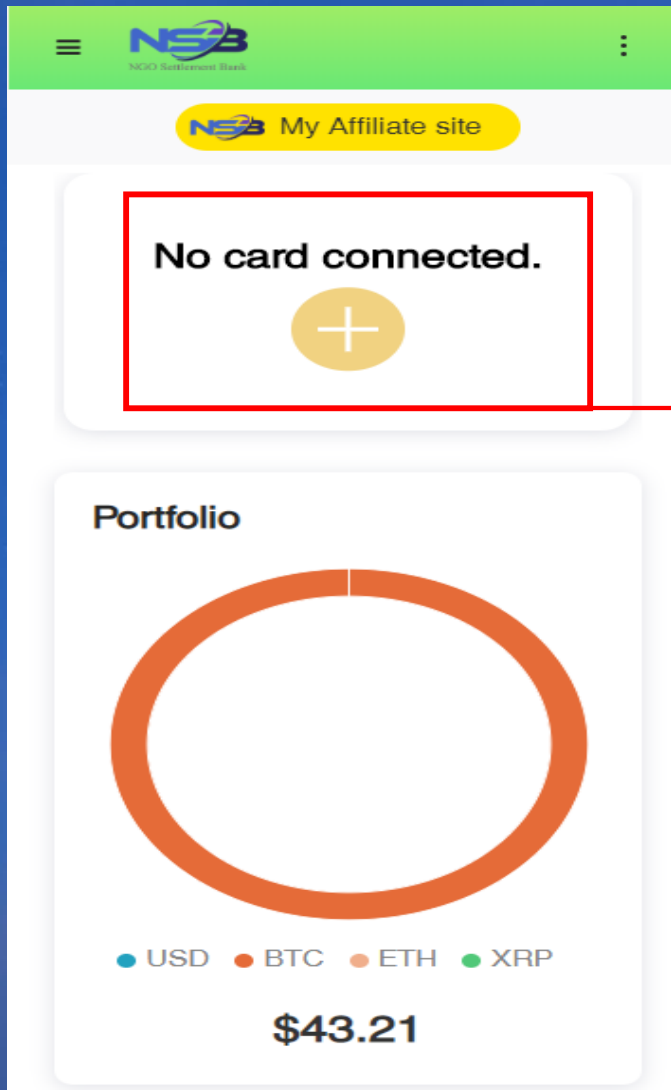 NSB
NGO Settlement Bank
NSB My Affiliate site
No card connected.
Portfolio
USD BTC ETH XRP
$43.21